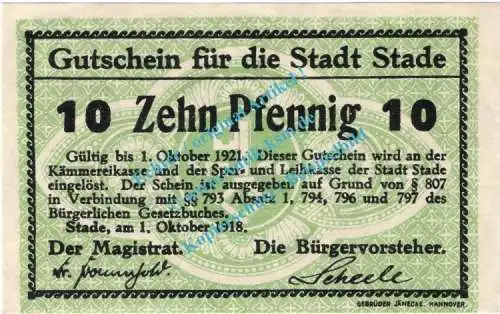 Gutschein für die Stadt Stade
10 Zehn Pfennig 10
Gültig bis 1. Oktober 1921. Dieser Gutschein wird an der
Kämmereikasse und der Spar- und Leihkasse der Stadt Stade
eingelöst. Der Schein ist ausgegeben auf Grund von § 807
in Verbindung mit §§ 793 Absatz 1, 794, 796 und 797 des
Bürgerlichen Gesetzbuches.
Stade, am 1. Oktober 1918.
Der Magistrat. Die Bürgervorsteher.
Scheele
GEBRÜDER JÄNECKE, HANNOVER.